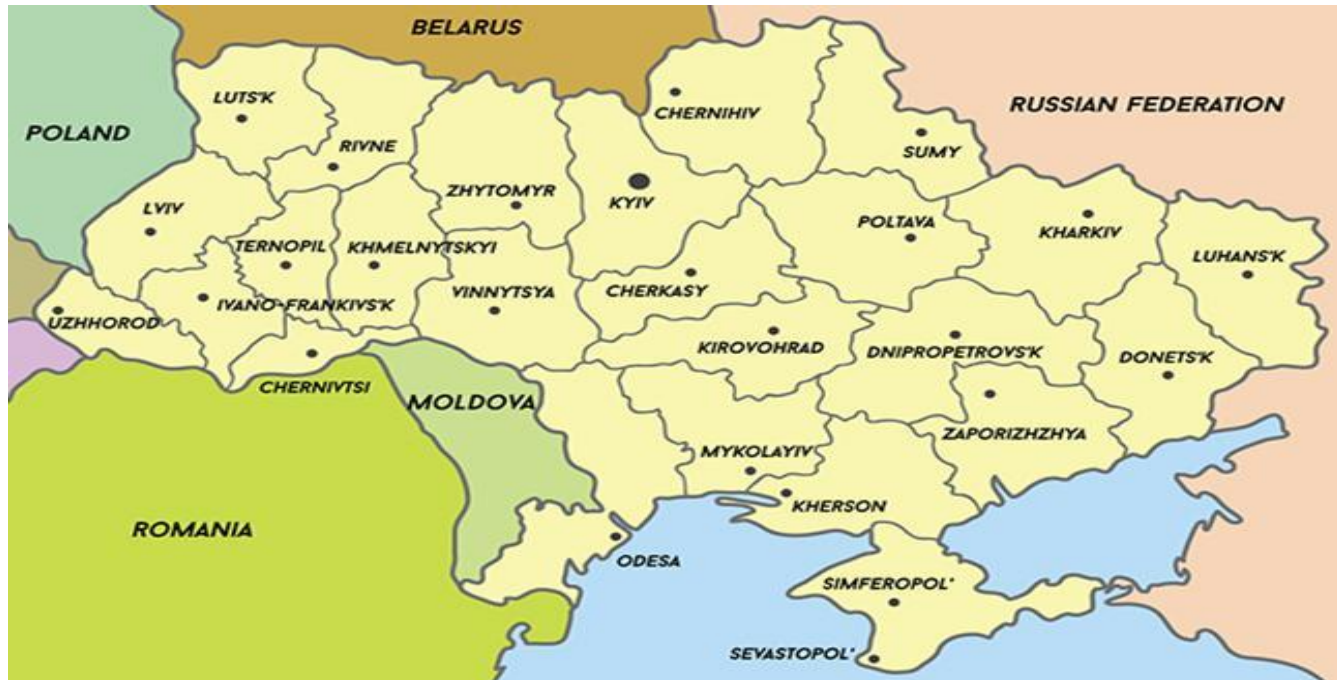 BELARUS
LUTS'K
CHERNIHIV
RUSSIAN FEDERATION
POLAND
RIVNE
SUMY
ZHYTOMYR
KYIV
LVIV
POLTAVA
KHARKIV
TERNOPIL
KHMELNYTSKYI
LUHANS'K
VINNYTSYA
CHERKASY
IVANO-FRANKIVS'K
UZHHOROD
KIROVOHRAD
DNIPROPETROVS'K
DONETS'K
CHERNIVTSI
MOLDOVA
ZAPORIZHZHYA
MYKOLAYIV
KHERSON
ROMANIA
ODESA
SIMFEROPOL'
SEVASTOPOL'